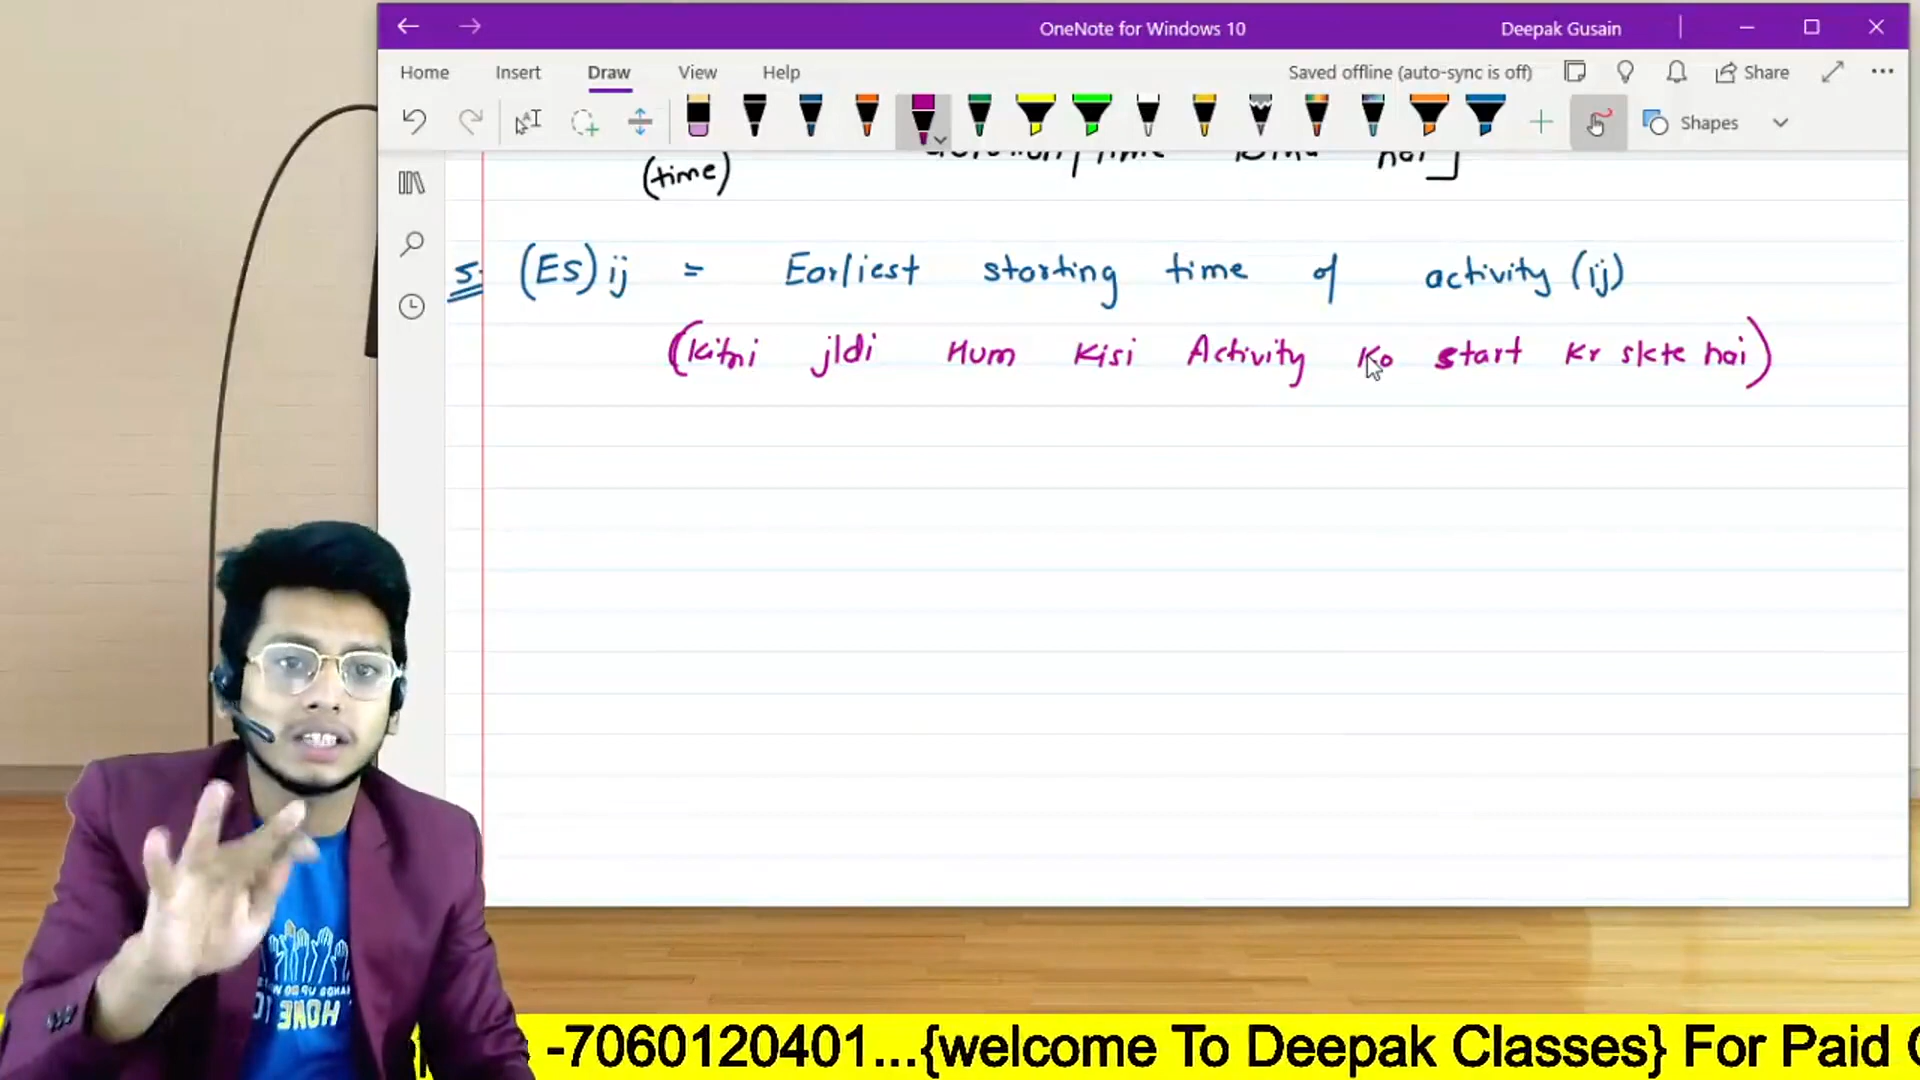 OneNote for Windows 10
Deepak Gusain
Home Insert Draw View Help
Saved offline (auto-sync is off)
Share
Shapes
(time) hai]
5. (ES) ij = Earliest starting time of activity (ij)
(Kitni jldi Hum Kisi Activity Ko start Kr skte hai)
HOME
-7060120401...{welcome To Deepak Classes} For Paid